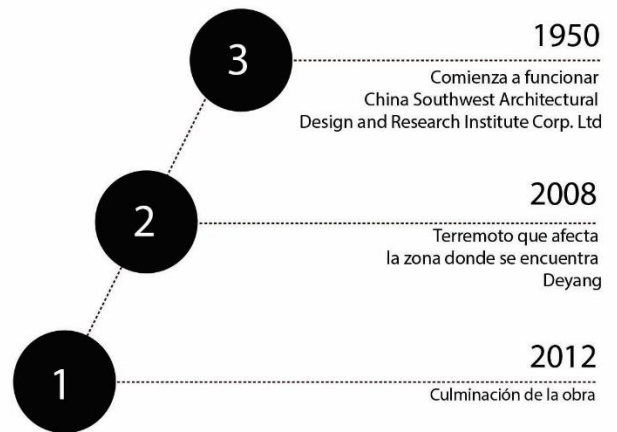 3
1950
Comienza a funcionar
China Southwest Architectural
Design and Research Institute Corp. Ltd
2
2008
Terremoto que afecta
la zona donde se encuentra
Deyang
1
2012
Culminación de la obra